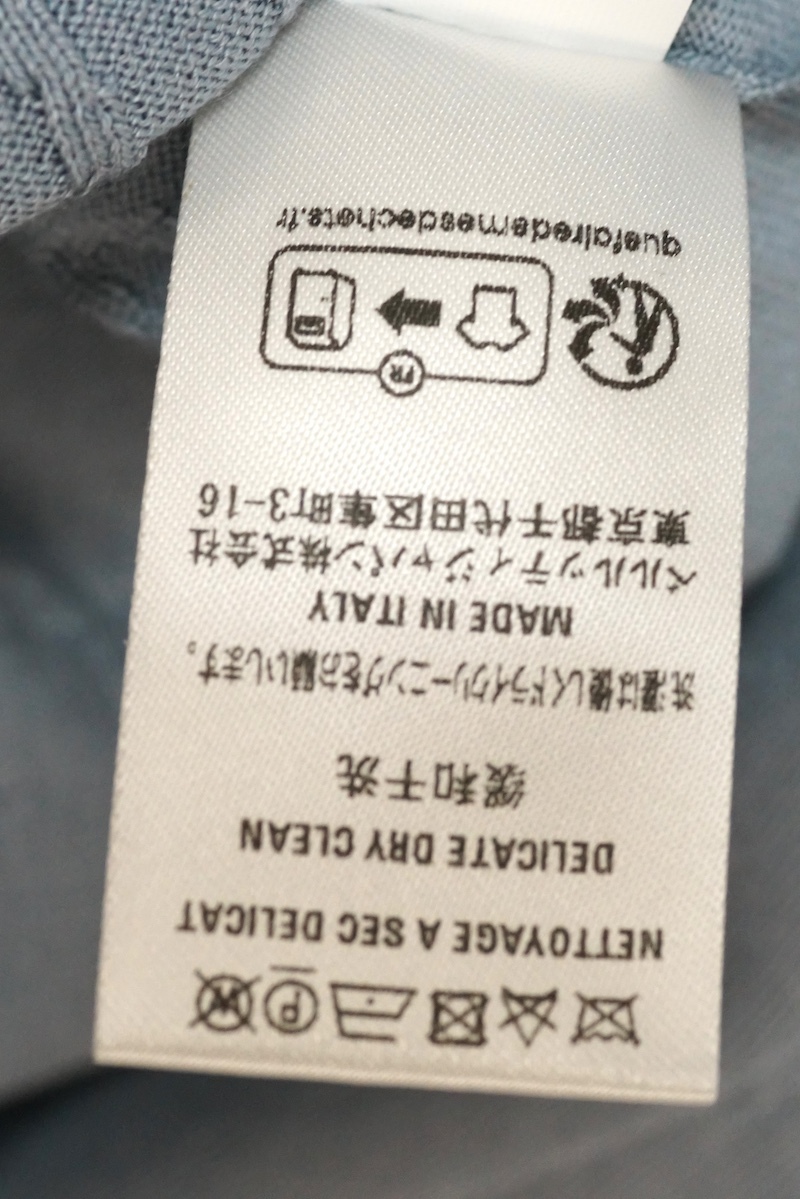 P W
NETTOYAGE A SEC DELICAT
DELICATE DRY CLEAN
缓和干洗
洗濯は優しくドライクリーニングをお願いします。
MADE IN ITALY
ベルルッティジャパン株式会社
東京都千代田区隼町3-16
FR
quefairedemesdechets.fr